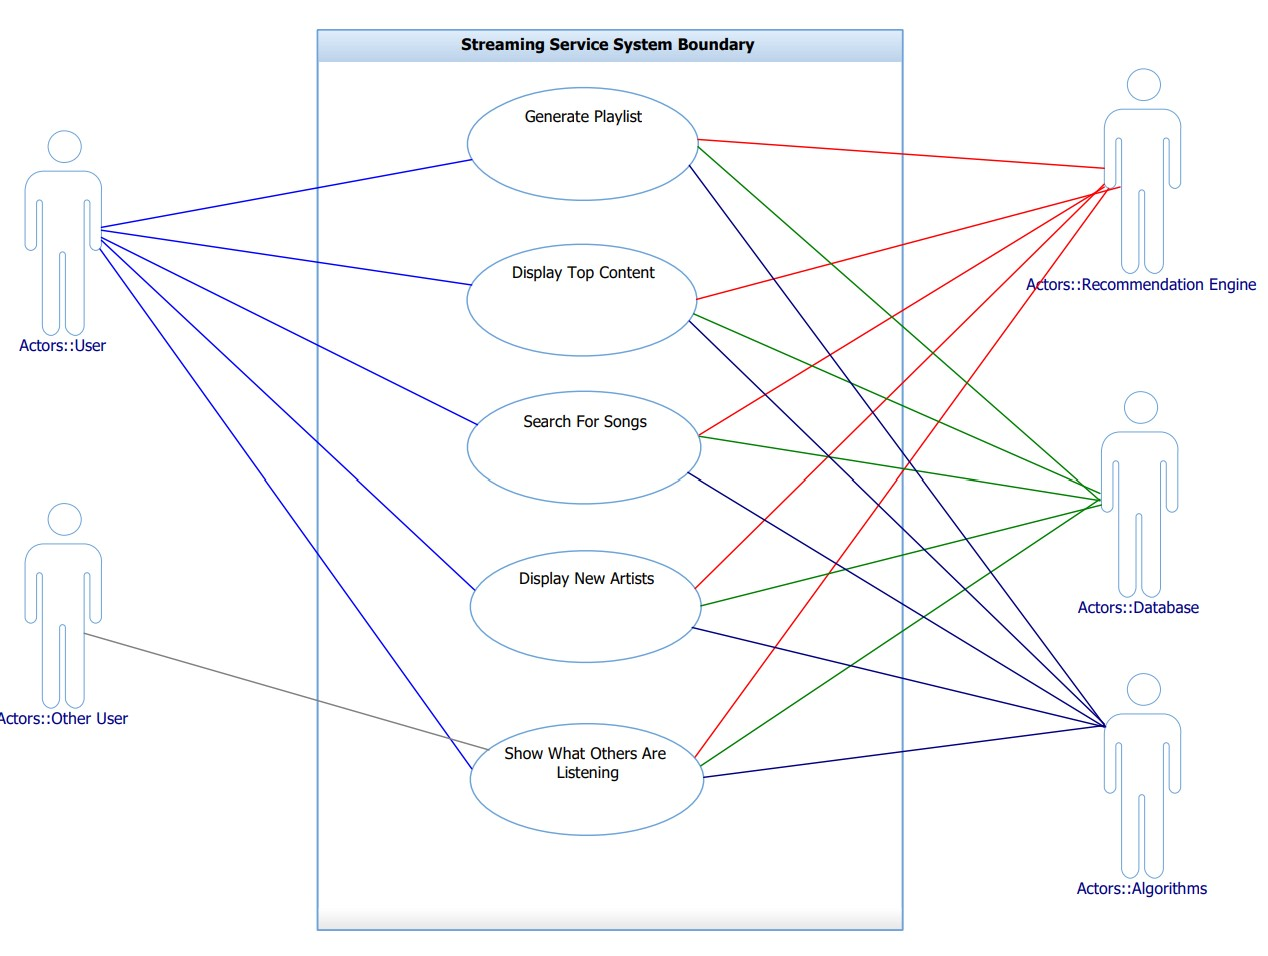 Streaming Service System Boundary
Generate Playlist
Display Top Content
Search For Songs
Display New Artists
Show What Others Are
Listening
Actors::User
Actors::Other User
Actors::Recommendation Engine
Actors::Database
Actors::Algorithms